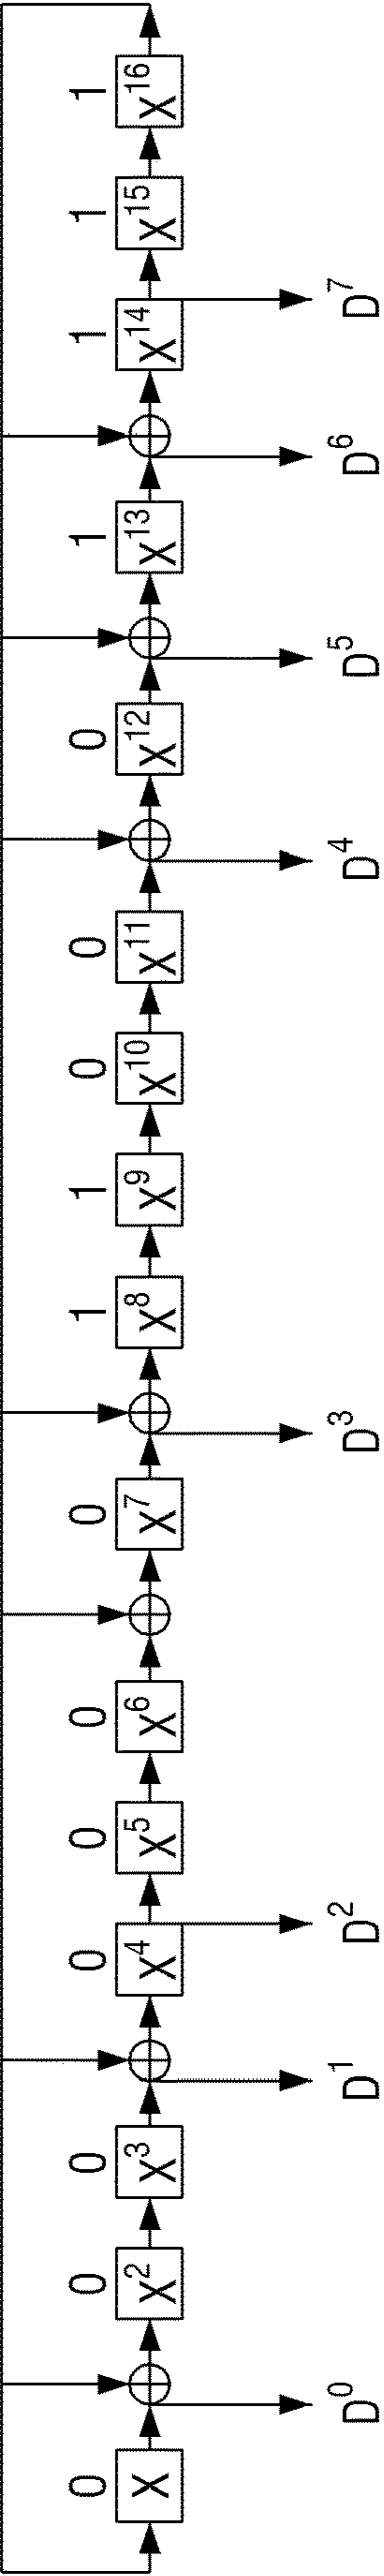 0 0 0 0 0 0 0 1 1 0 0 0 1 1 1 1
X X² X³ X⁴ X⁵ X⁶ X⁷ X⁸ X⁹ X¹⁰ X¹¹ X¹² X¹³ X¹⁴ X¹⁵ X¹⁶
D⁰ D¹ D² D³ D⁴ D⁵ D⁶ D⁷